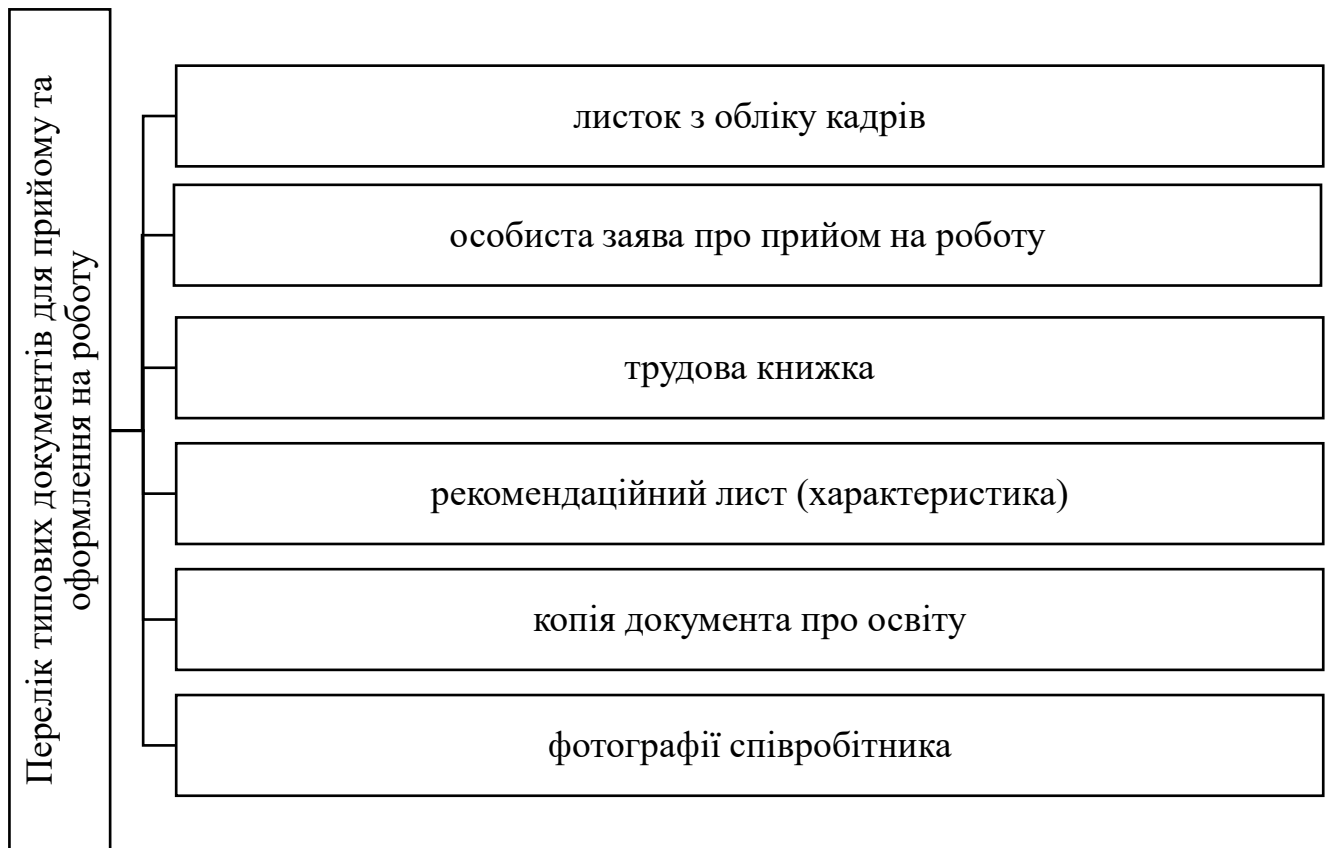 Перелік типових документів для прийому та
оформлення на роботу
листок з обліку кадрів
особиста заява про прийом на роботу
трудова книжка
рекомендаційний лист (характеристика)
копія документа про освіту
фотографії співробітника